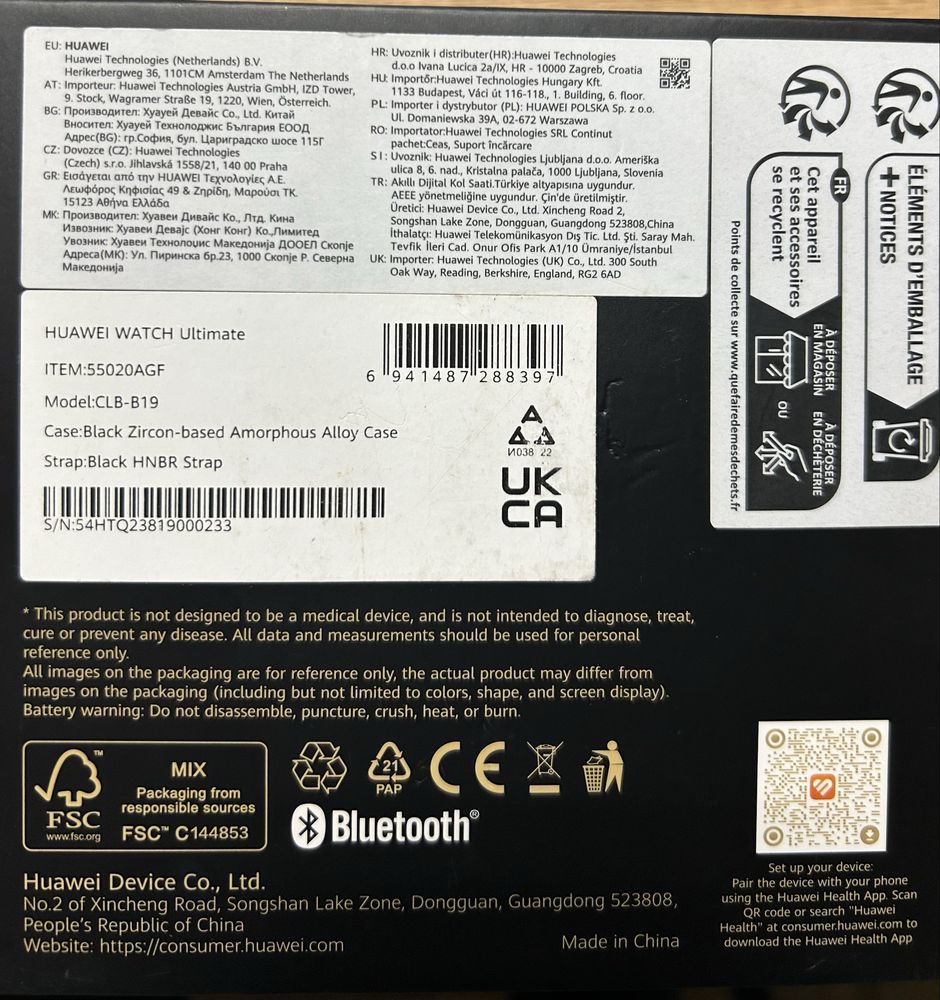 EU: HUAWEI
Huawei Technologies (Netherlands) B.V.
Herikerbergweg 36, 1101CM Amsterdam The Netherlands
AT: Importeur: Huawei Technologies Austria GmbH, IZD Tower,
9. Stock, Wagramer Straße 19, 1220, Wien, Österreich.
BG: Производител: Хуауей Девайс Со., Ltd. Китай
Вносител: Хуауей Технолоджис България ЕООД
Адрес(BG): гр.София, бул. Цариградско шосе 115Г
CZ: Dovozce (CZ): Huawei Technologies
(Czech) s.r.o. Jihlavská 1558/21, 140 00 Praha
GR: Εισάγεται από την HUAWEI Τεχνολογίες Α.Ε.
Λεωφόρος Κηφισίας 49 & Ζηρίδη, Μαρούσι ΤΚ.
15123 Αθήνα Ελλάδα
MK: Производител: Хуавеи Дивайс Ко., Лтд. Кина
Извозник: Хуавеи Девајс (Хонг Конг) Ко.,Лимитед
Увозник: Хуавеи Технолоџис Македонија ДООЕЛ Скопје
Адреса(МК): Ул. Пиринска бр.23, 1000 Скопје Р. Северна
Македонија
HR: Uvoznik i distributer(HR):Huawei Technologies
d.o.o Ivana Lucica 2a/IX, HR - 10000 Zagreb, Croatia
HU: Importőr:Huawei Technologies Hungary Kft.
1133 Budapest, Váci út 116-118., 1. Building, 6. floor.
PL: Importer i dystrybutor (PL): HUAWEI POLSKA Sp. z o.o.
Ul. Domaniewska 39A, 02-672 Warszawa
RO: Importator:Huawei Technologies SRL Continut
pachet:Ceas, Suport încărcare
SI: Uvoznik: Huawei Technologies Ljubljana d.o.o. Ameriška
ulica 8, 6. nad., Kristalna palača, 1000 Ljubljana, Slovenia
TR: Akıllı Dijital Kol Saati.Türkiye altyapısına uygundur.
AEEE yönetmeliğine uygundur. Çin'de üretilmiştir.
Üretici: Huawei Device Co., Ltd. Xincheng Road 2,
Songshan Lake Zone, Dongguan, Guangdong 523808,China
İthalatçı: Huawei Telekomünikasyon Dış Tic. Ltd. Şti. Saray Mah.
Tevfik İleri Cad. Onur Ofis Park A1/10 Ümraniye/İstanbul
UK: Importer: Huawei Technologies (UK) Co., Ltd. 300 South
Oak Way, Reading, Berkshire, England, RG2 6AD
FR
Cet appareil
et ses accessoires
se recyclent
À DÉPOSER
EN MAGASIN
OU
À DÉPOSER
EN DÉCHÈTERIE
Points de collecte sur www.quefairedemesdechets.fr
ÉLÉMENTS D'EMBALLAGE
+ NOTICES
HUAWEI WATCH Ultimate
ITEM:55020AGF
Model:CLB-B19
Case:Black Zircon-based Amorphous Alloy Case
Strap:Black HNBR Strap
S/N:54HTQ23819000233
6 941487 288397
И038 22
UK
CA
* This product is not designed to be a medical device, and is not intended to diagnose, treat,
cure or prevent any disease. All data and measurements should be used for personal
reference only.
All images on the packaging are for reference only, the actual product may differ from
images on the packaging (including but not limited to colors, shape, and screen display).
Battery warning: Do not disassemble, puncture, crush, heat, or burn.
FSC
www.fsc.org
MIX
Packaging from
responsible sources
FSC™ C144853
21
PAP
CE
Bluetooth®
Huawei Device Co., Ltd.
No.2 of Xincheng Road, Songshan Lake Zone, Dongguan, Guangdong 523808,
People's Republic of China
Website: https://consumer.huawei.com
Made in China
Set up your device:
Pair the device with your phone
using the Huawei Health App. Scan
QR code or search "Huawei
Health" at consumer.huawei.com to
download the Huawei Health App